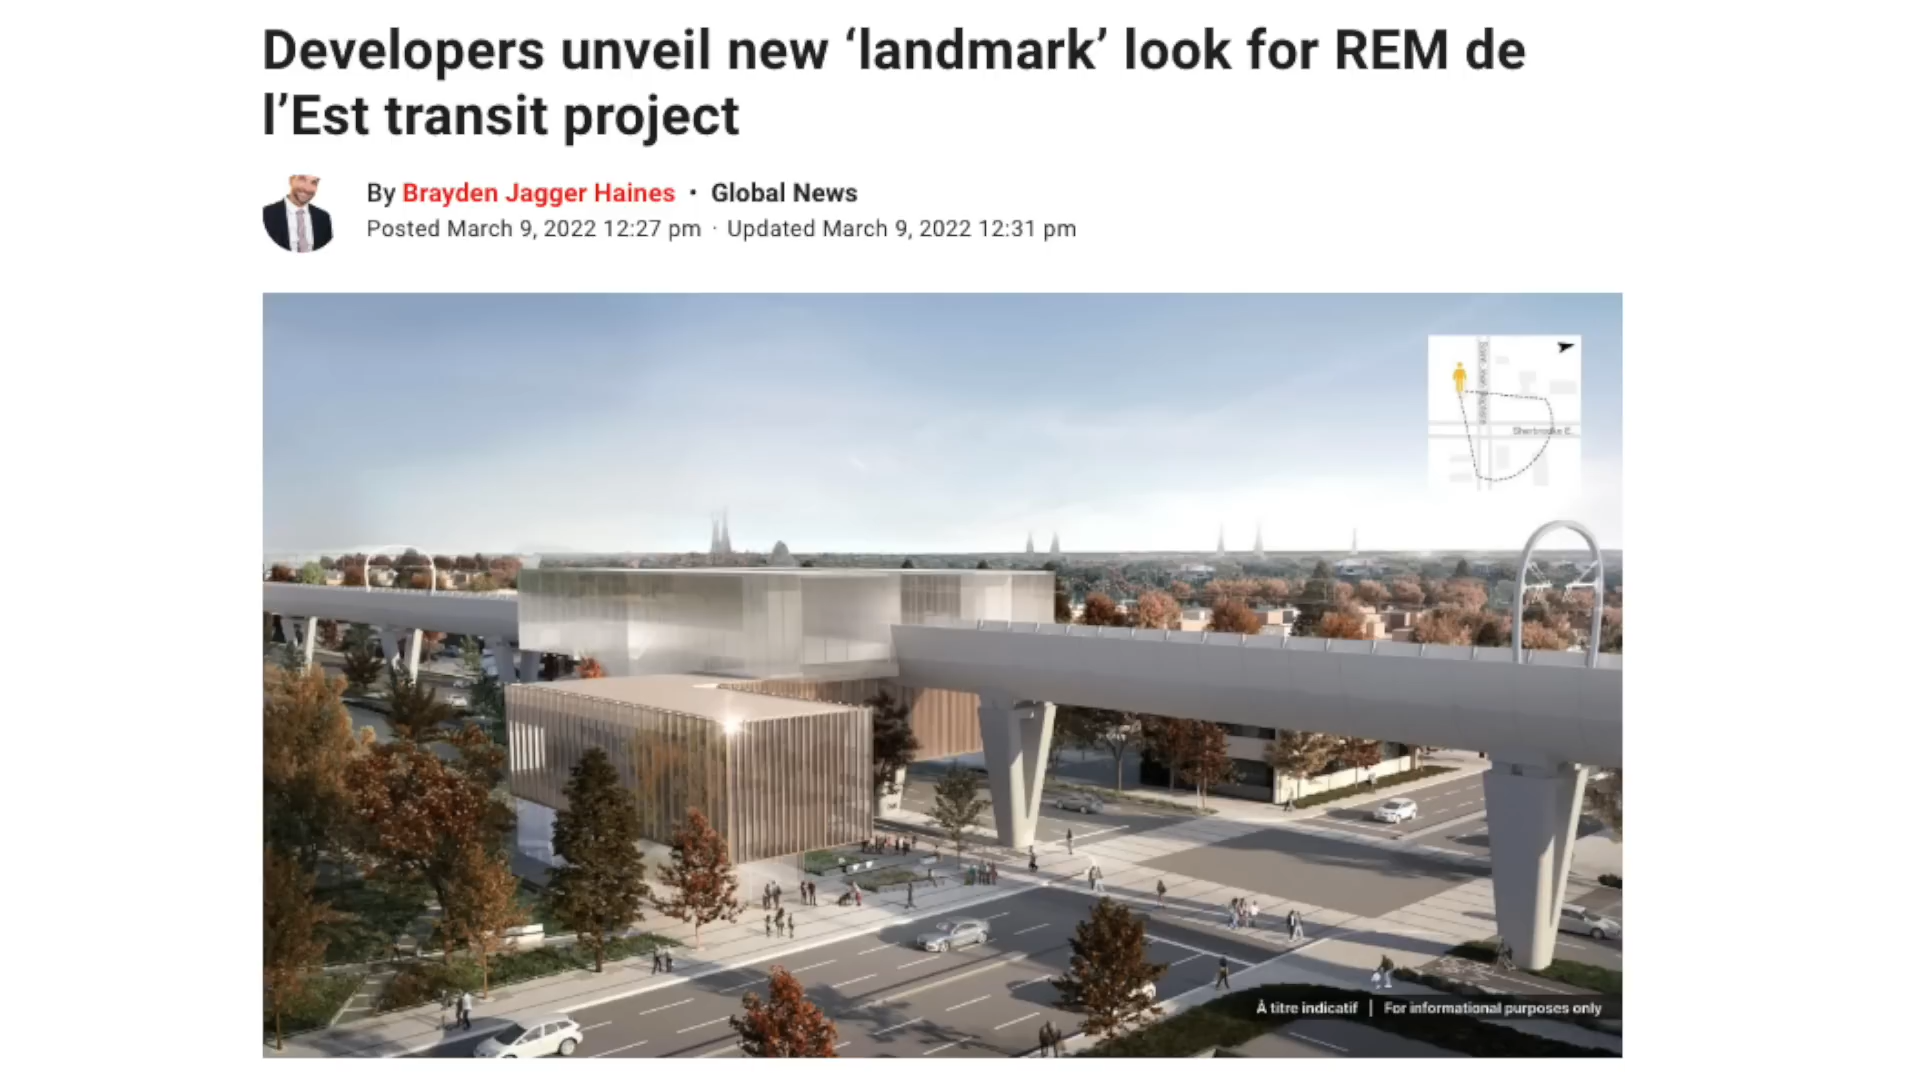 Developers unveil new ‘landmark’ look for REM de
l’Est transit project
By Brayden Jagger Haines • Global News
Posted March 9, 2022 12:27 pm · Updated March 9, 2022 12:31 pm
Sherbrooke E.
À titre indicatif | For informational purposes only